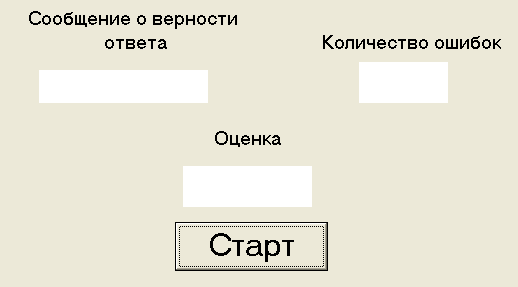 Сообщение о верности
ответа
Количество ошибок
Оценка
Старт